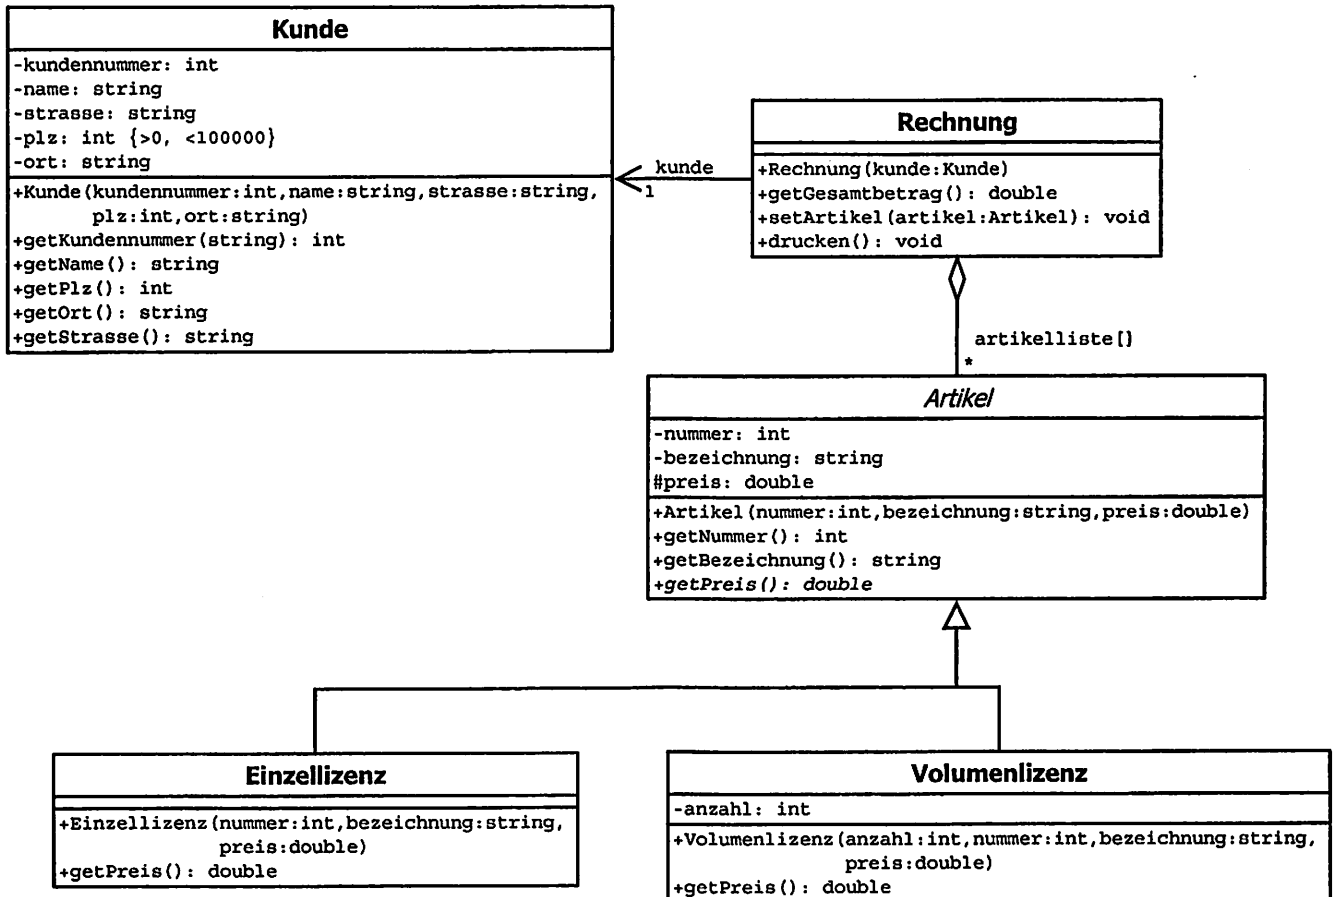 Kunde
-kundennummer: int
-name: string
-strasse: string
-plz: int {>0, <100000}
-ort: string
+Kunde(kundennummer:int,name:string,strasse:string,
plz:int,ort:string)
+getKundennummer(string): int
+getName(): string
+getPlz(): int
+getOrt(): string
+getStrasse(): string
kunde
1
Rechnung
+Rechnung(kunde:Kunde)
+getGesamtbetrag(): double
+setArtikel(artikel:Artikel): void
+drucken(): void
artikelliste[]
*
Artikel
-nummer: int
-bezeichnung: string
#preis: double
+Artikel(nummer:int,bezeichnung:string,preis:double)
+getNummer(): int
+getBezeichnung(): string
+getPreis(): double
Einzellizenz
+Einzellizenz(nummer:int,bezeichnung:string,
preis:double)
+getPreis(): double
Volumenlizenz
-anzahl: int
+Volumenlizenz(anzahl:int,nummer:int,bezeichnung:string,
preis:double)
+getPreis(): double